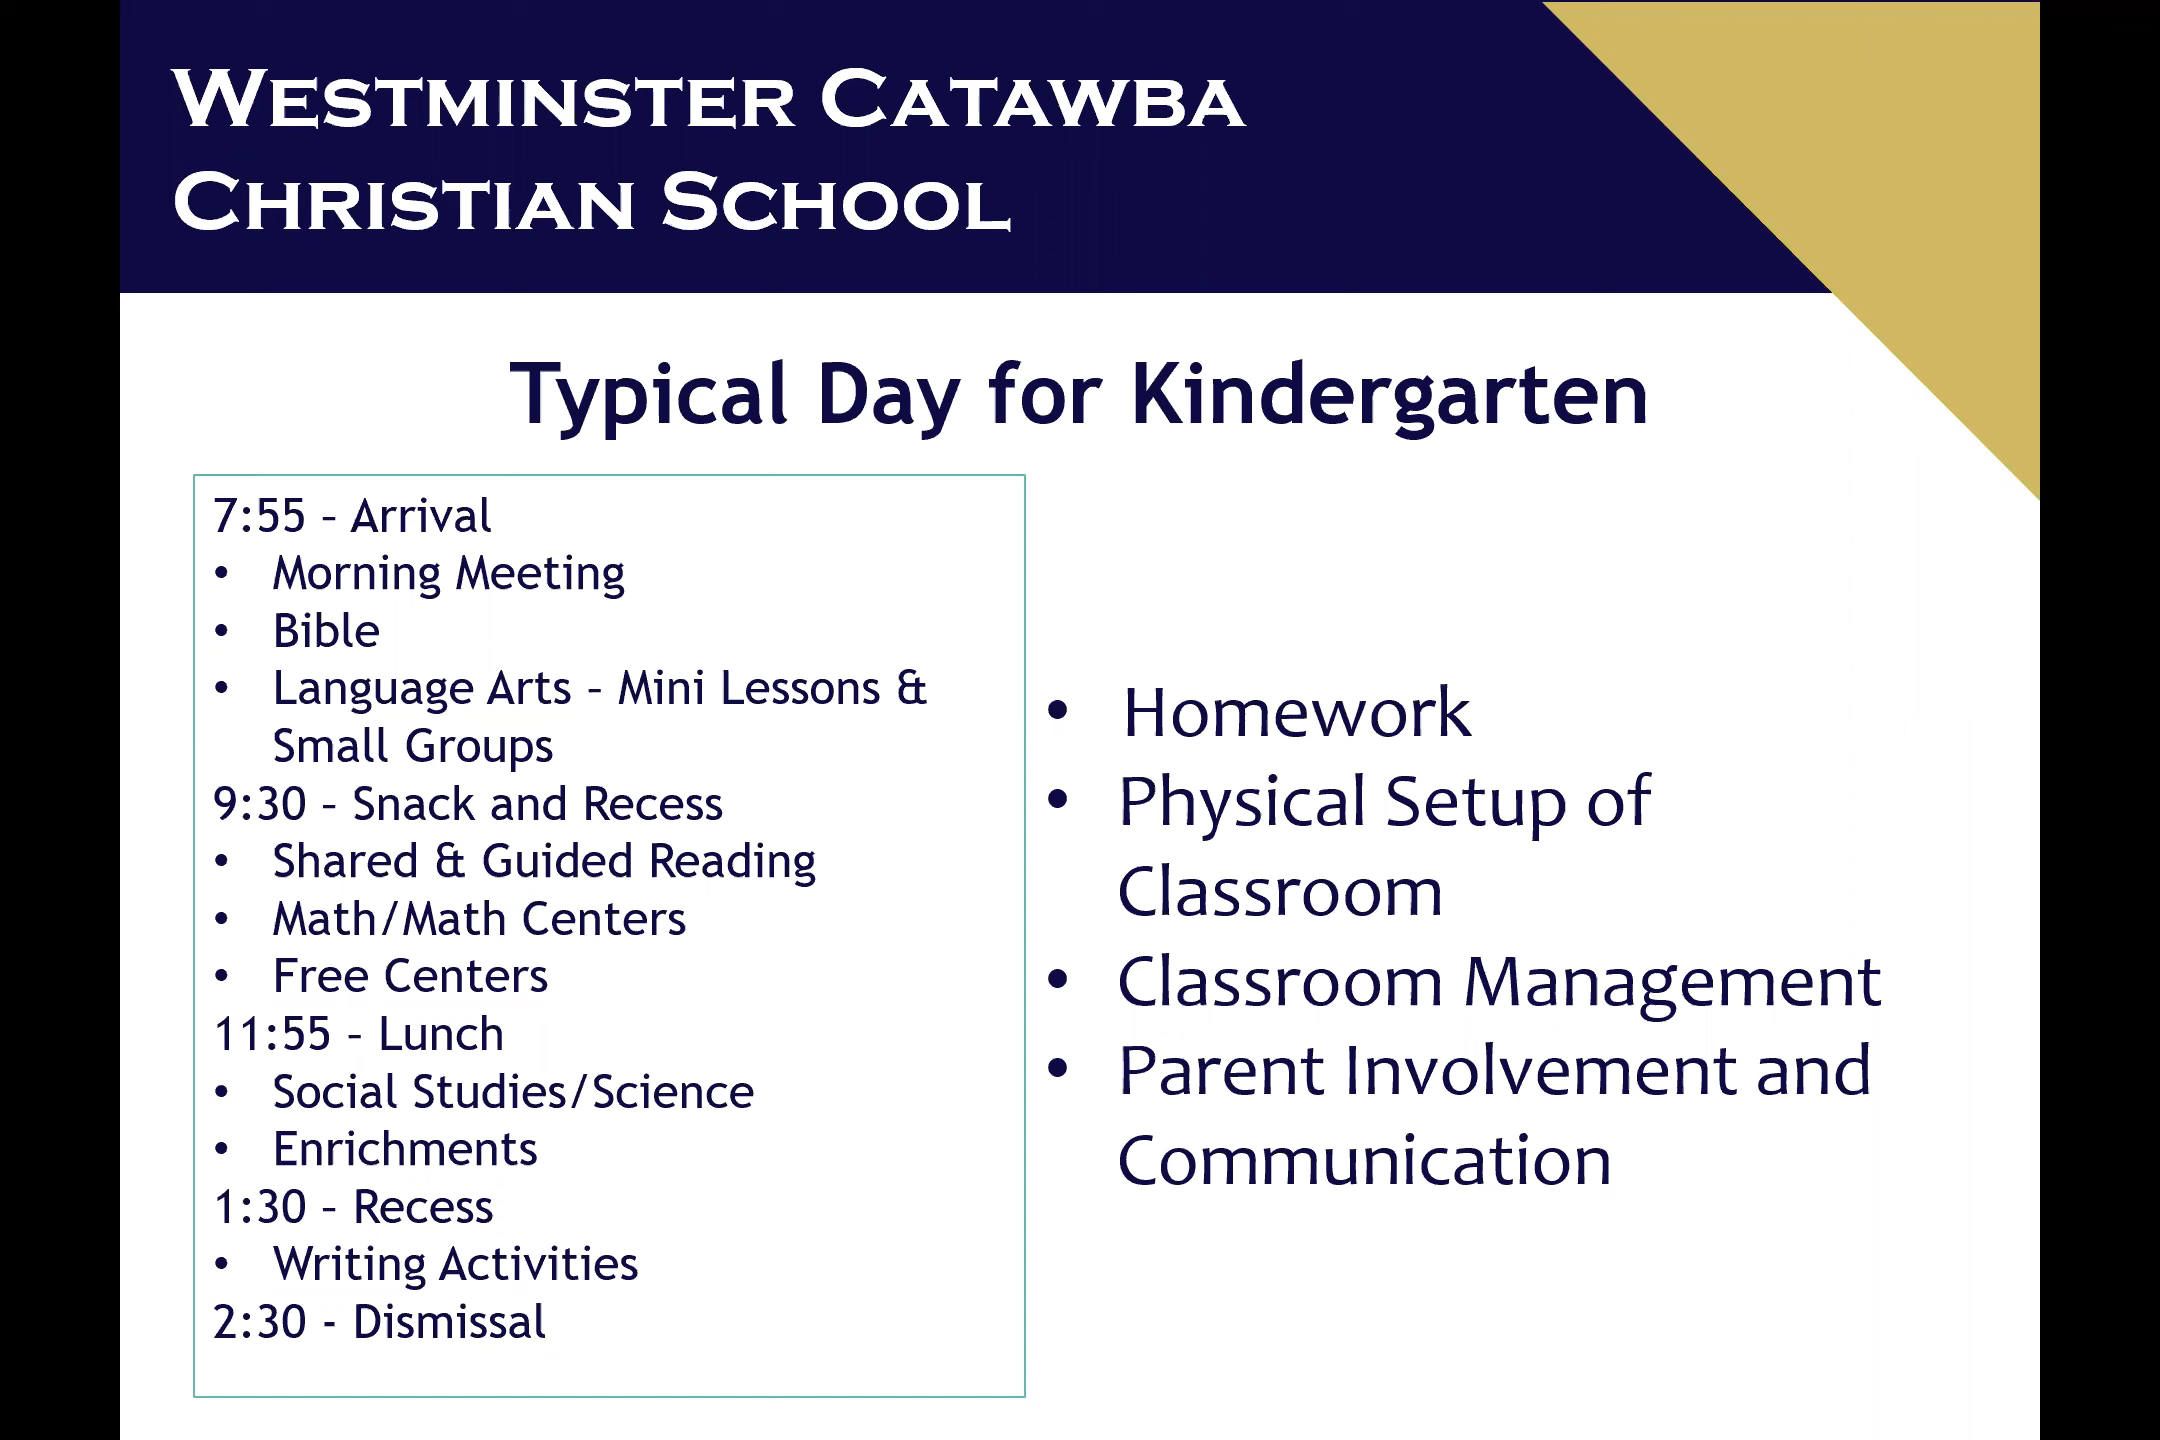 Westminster Catawba
Christian School
Typical Day for Kindergarten
7:55 – Arrival
• Morning Meeting
• Bible
• Language Arts – Mini Lessons &
Small Groups
9:30 – Snack and Recess
• Shared & Guided Reading
• Math/Math Centers
• Free Centers
11:55 – Lunch
• Social Studies/Science
• Enrichments
1:30 – Recess
• Writing Activities
2:30 - Dismissal
• Homework
• Physical Setup of
Classroom
• Classroom Management
• Parent Involvement and
Communication